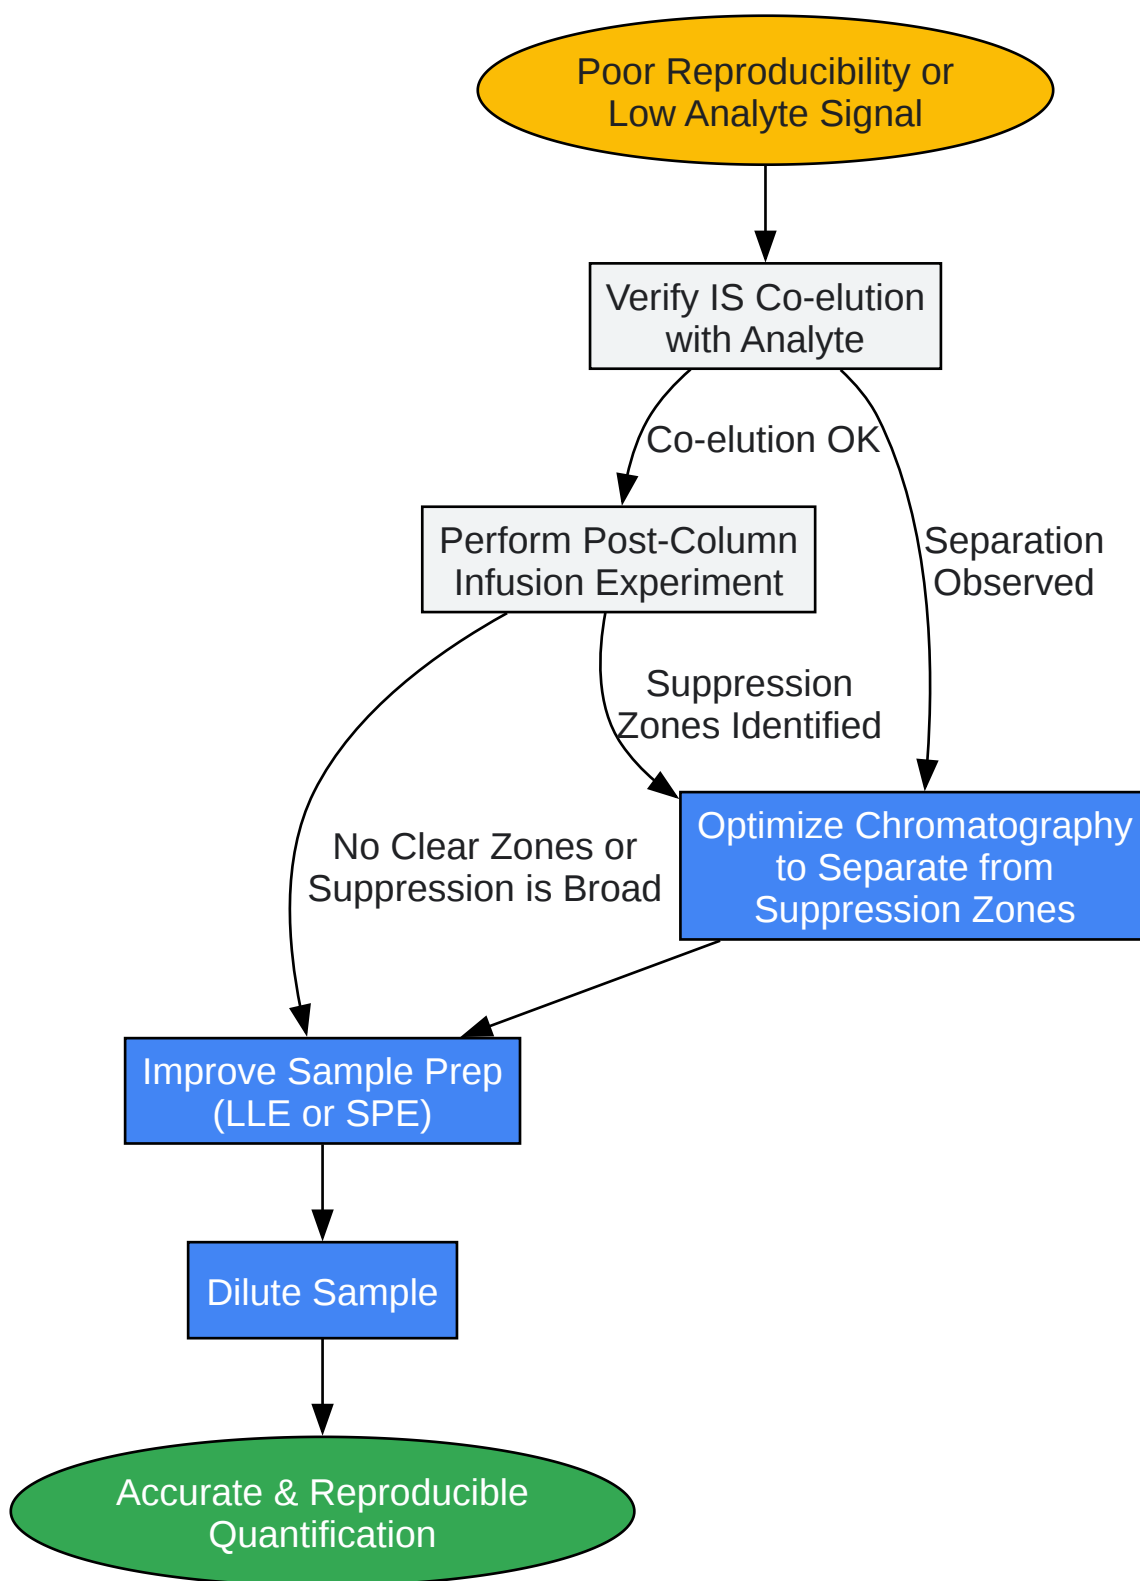 Poor Reproducibility or
Low Analyte Signal
Verify IS Co-elution
with Analyte
Co-elution OK
Perform Post-Column
Infusion Experiment
Separation
Observed
Suppression
Zones Identified
No Clear Zones or
Suppression is Broad
Optimize Chromatography
to Separate from
Suppression Zones
Improve Sample Prep
(LLE or SPE)
Dilute Sample
Accurate & Reproducible
Quantification